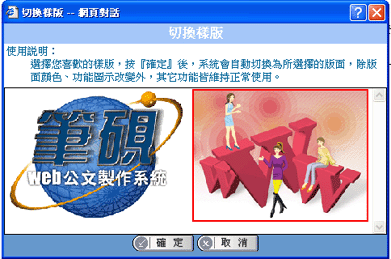 切換樣版 -- 網頁對話
切換樣版
使用說明：
選擇您喜歡的樣版，按『確定』後，系統會自動切換為所選擇的版面，除版
面顏色、功能圖示改變外，其它功能皆維持正常使用。
筆硯
web公文製作系統
WWW
確定
取消